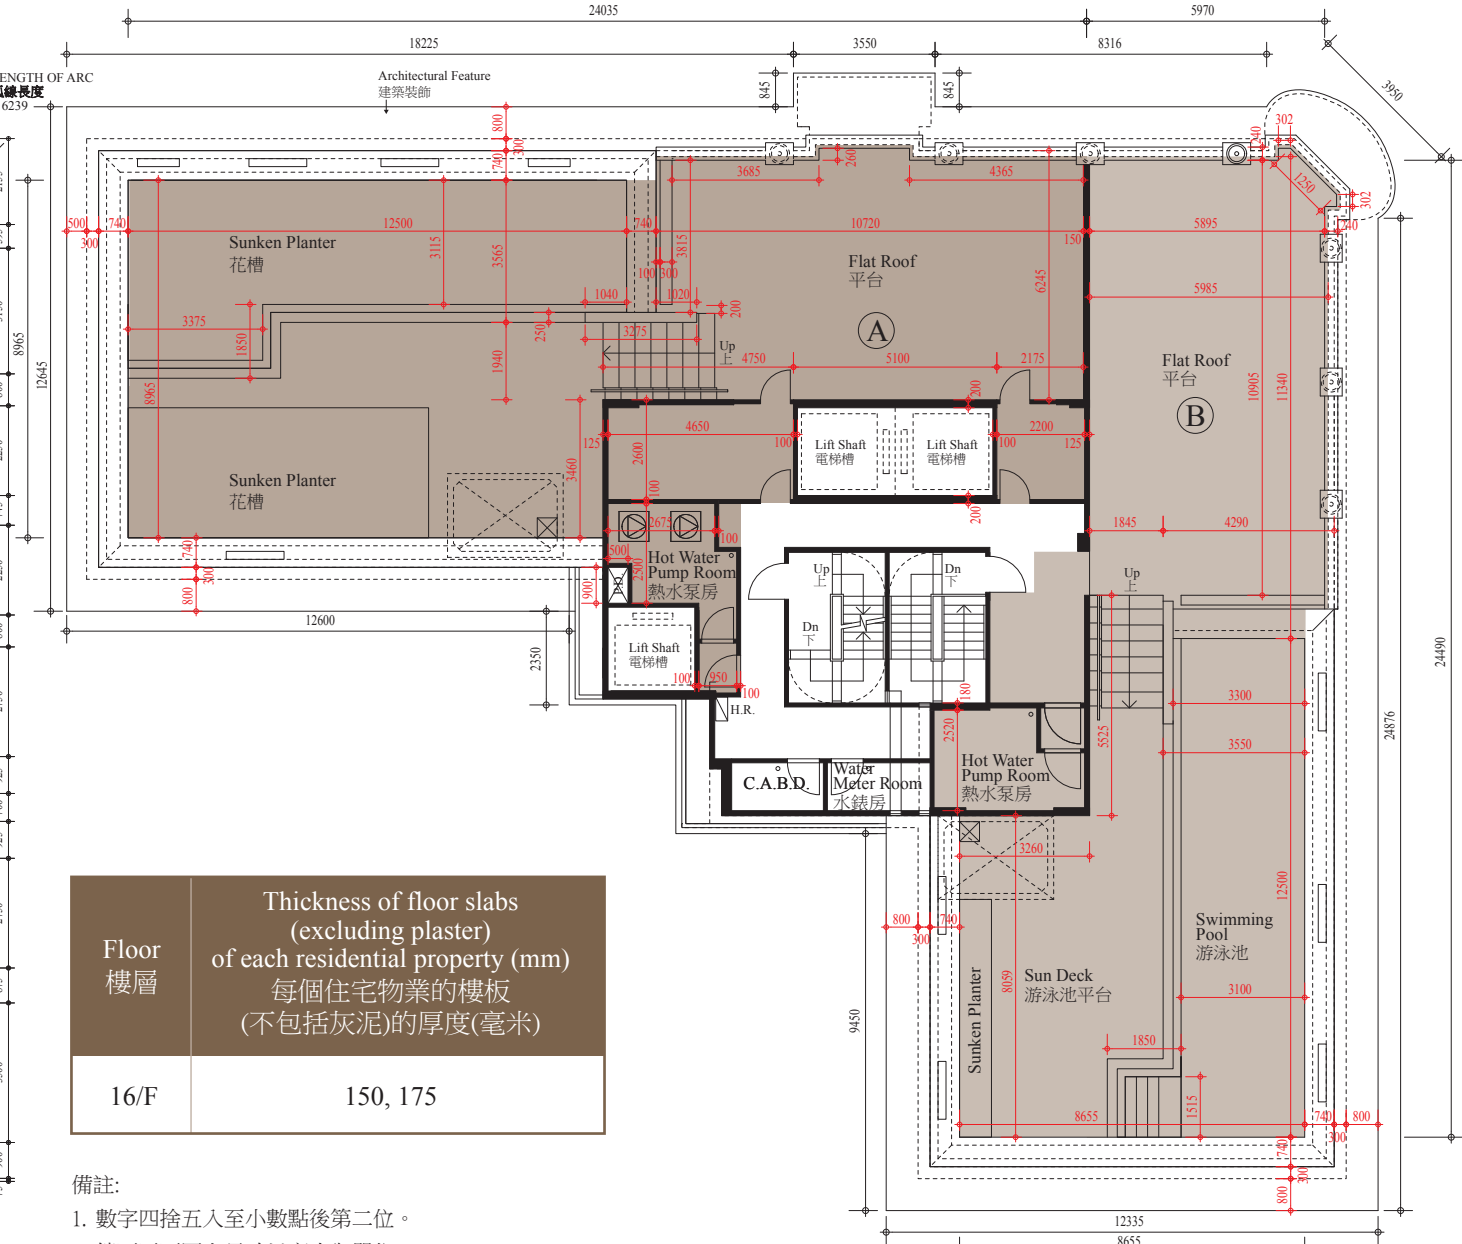 24035
5970
18225
3550
8316
ENGTH OF ARC
弧線長度
6239
Architectural Feature
建築裝飾
845
845
3950
800
300
740
260
240
302
3685
4365
1250
302
500
300
740
12500
740
10720
150
5895
240
Sunken Planter
花槽
3115
3565
3815
100
300
Flat Roof
平台
6245
5985
1040
1020
200
3375
1850
250
3275
A
8965
12645
1940
Up
上
4750
5100
2175
Flat Roof
平台
B
10905
11340
8965
200
4650
100
125
Lift Shaft
電梯槽
Lift Shaft
電梯槽
2200
100
125
2600
3460
100
Sunken Planter
花槽
200
1845
4290
2675
100
500
Hot Water
Pump Room
熱水泵房
2500
740
300
800
900
Up
上
Dn
下
Up
上
12600
Dn
下
Lift Shaft
電梯槽
2350
24490
100
950
100
180
3300
H.R.
2520
5525
3550
24876
C.A.B.D.
Water
Meter Room
水錶房
Hot Water
Pump Room
熱水泵房
3260
12500
Floor
樓層
Thickness of floor slabs
(excluding plaster)
of each residential property (mm)
每個住宅物業的樓板
(不包括灰泥)的厚度(毫米)
16/F
150, 175
800
300
740
Swimming
Pool
游泳池
Sun Deck
游泳池平台
Sunken Planter
8059
3100
9450
1850
1515
8655
740
300
800
740
300
800
備註:
1. 數字四捨五入至小數點後第二位。
12335
8655